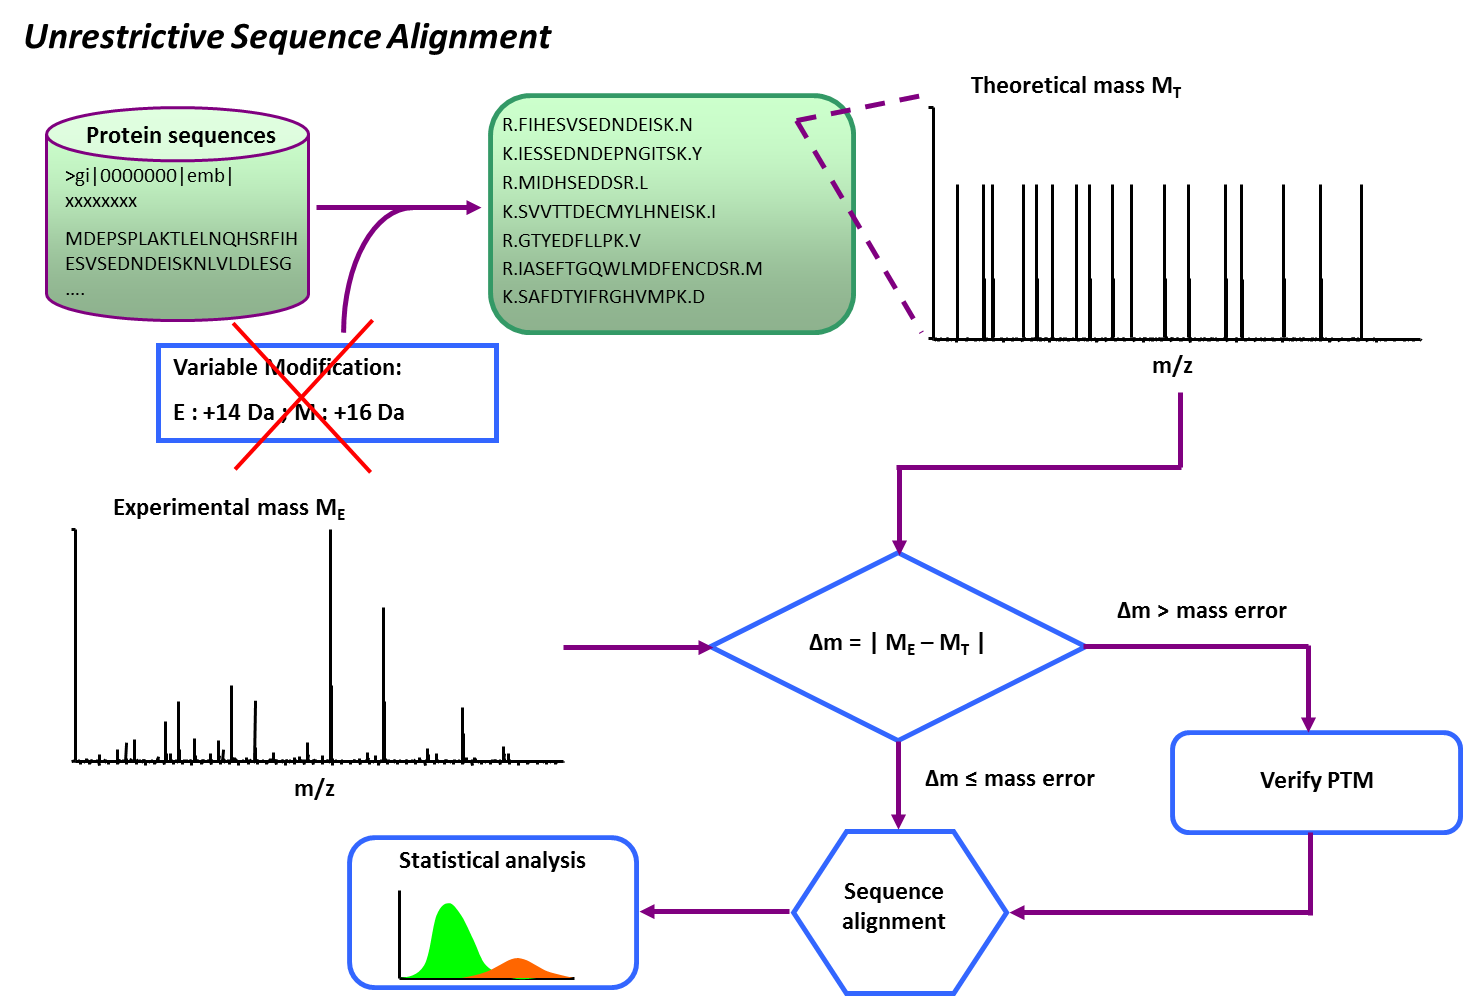 Unrestrictive Sequence Alignment
Protein sequences
>gi|0000000|emb|
xxxxxxxx
MDEPSPLAKTLELNQHSRFIH
ESVSEDNDEISKNLVLDLESG
....
R.FIHESVSEDNDEISK.N
K.IESSEDNDEPNGITSK.Y
R.MIDHSEDDSR.L
K.SVVTTDECMYLHNEISK.I
R.GTYEDFLLPK.V
R.IASEFTGQWLMDFENCDSR.M
K.SAFDTYIFRGHVMPK.D
Theoretical mass MT
m/z
Variable Modification:
E : +14 Da ; M : +16 Da
Experimental mass ME
m/z
Δm = | ME – MT |
Δm > mass error
Δm ≤ mass error
Verify PTM
Sequence
alignment
Statistical analysis